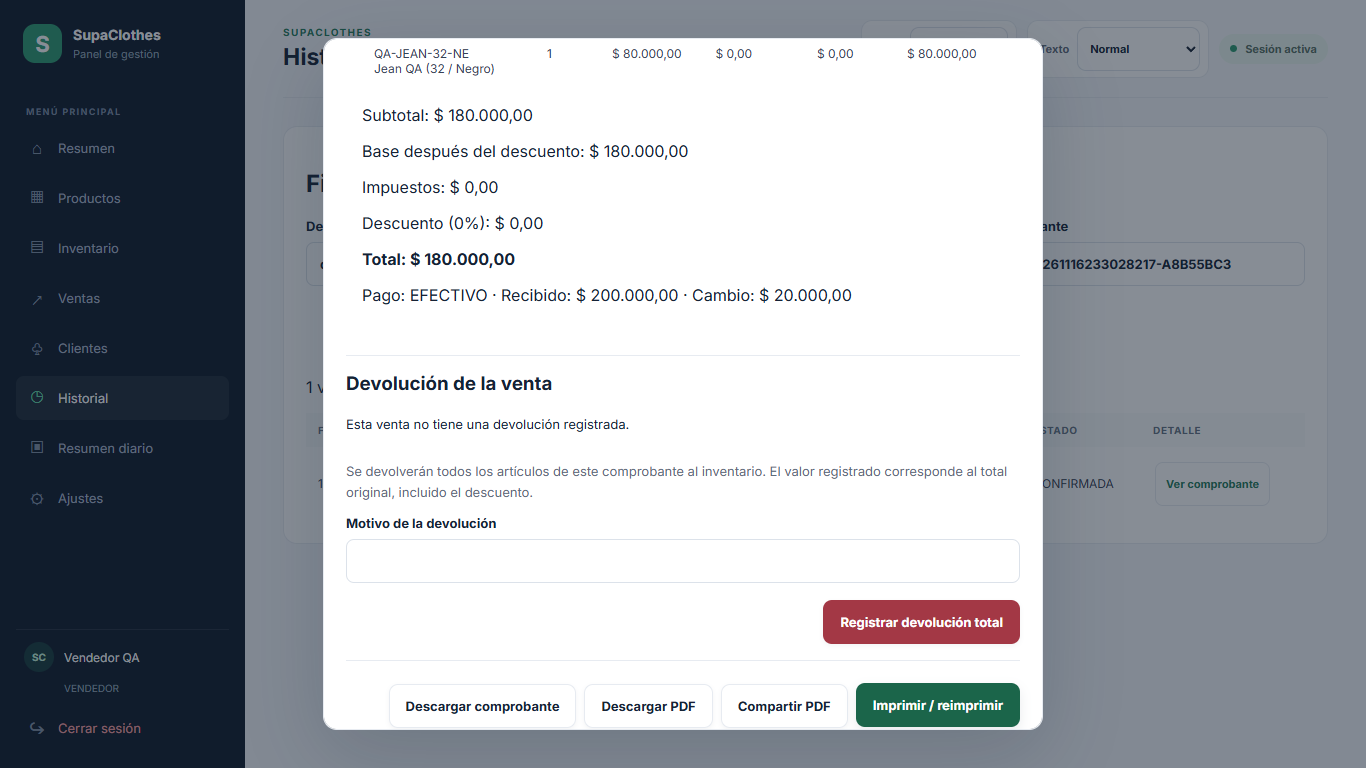 S
SupaClothes
Panel de gestión
MENÚ PRINCIPAL
Resumen
Productos
Inventario
Ventas
Clientes
Historial
Resumen diario
Ajustes
SC
Vendedor QA
VENDEDOR
Cerrar sesión
SUPACLOTHES
Texto
Normal
Sesión activa
261116233028217-A8B55BC3
DETALLE
Ver comprobante
QA-JEAN-32-NE
Jean QA (32 / Negro)
1
$ 80.000,00
$ 0,00
$ 0,00
$ 80.000,00
Subtotal: $ 180.000,00
Base después del descuento: $ 180.000,00
Impuestos: $ 0,00
Descuento (0%): $ 0,00
Total: $ 180.000,00
Pago: EFECTIVO · Recibido: $ 200.000,00 · Cambio: $ 20.000,00
Devolución de la venta
Esta venta no tiene una devolución registrada.
Se devolverán todos los artículos de este comprobante al inventario. El valor registrado corresponde al total
original, incluido el descuento.
Motivo de la devolución
Registrar devolución total
Descargar comprobante
Descargar PDF
Compartir PDF
Imprimir / reimprimir